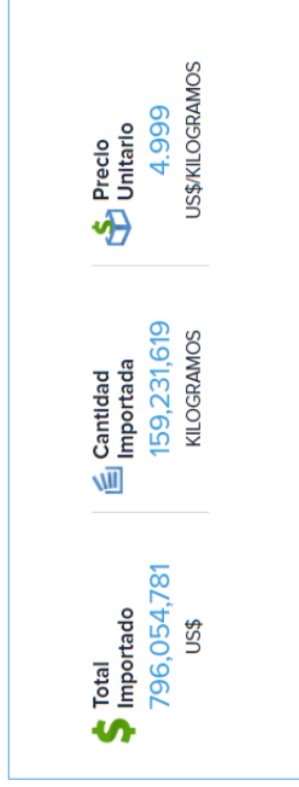 Total
Importado
796,054,781
US$
Cantidad
Importada
159,231,619
KILOGRAMOS
Precio
Unitario
4.999
US$/KILOGRAMOS